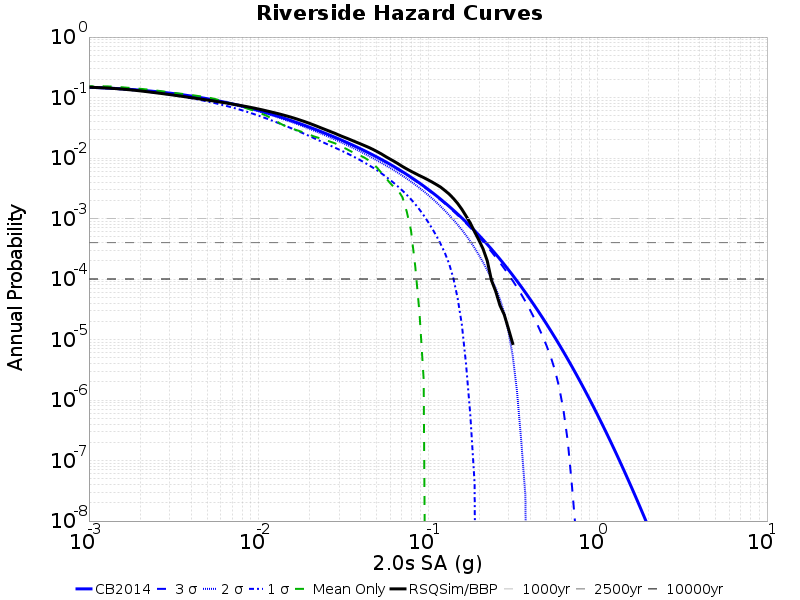 Riverside Hazard Curves
Annual Probability
10^0
10^-1
10^-2
10^-3
10^-4
10^-5
10^-6
10^-7
10^-8
10^-3 10^-2 10^-1 10^0 10^1
2.0s SA (g)
CB2014 3 σ 2 σ 1 σ Mean Only RSQSim/BBP 1000yr 2500yr 10000yr